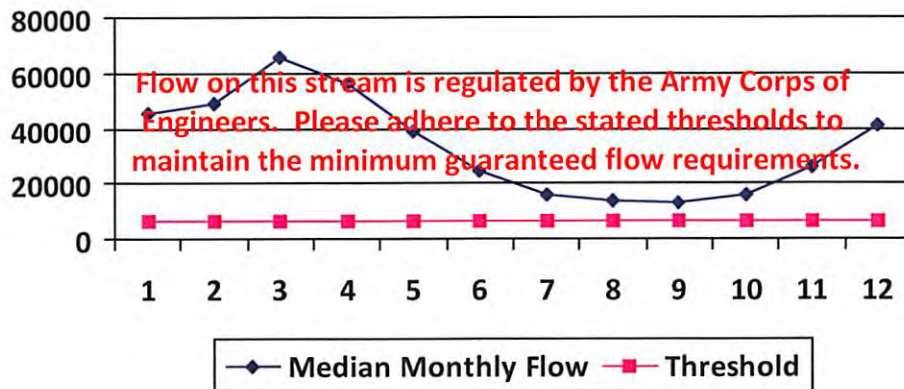 80000
60000
40000
20000
0
Flow on this stream is regulated by the Army Corps of
Engineers. Please adhere to the stated thresholds to
maintain the minimum guaranteed flow requirements.
1 2 3 4 5 6 7 8 9 10 11 12
Median Monthly Flow Threshold